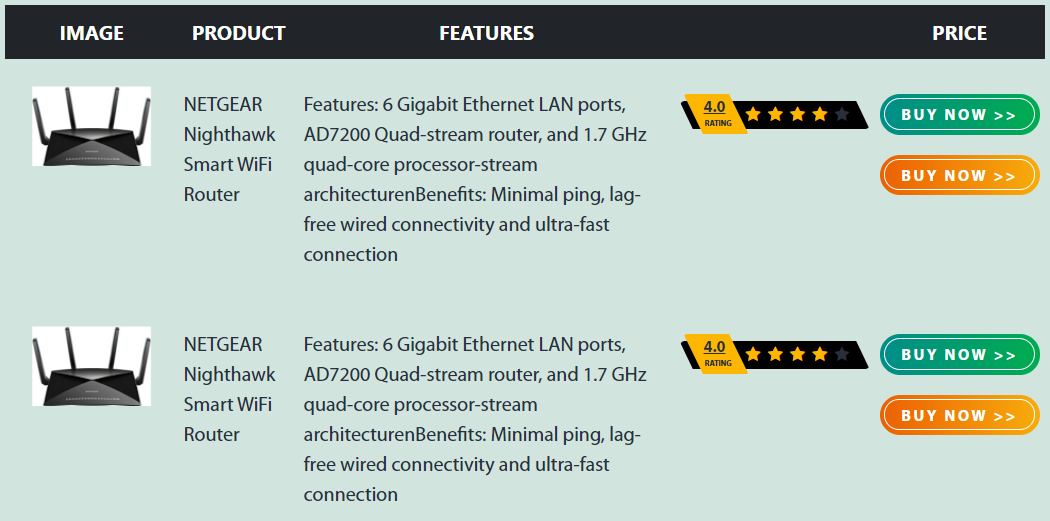 IMAGE PRODUCT FEATURES PRICE
NETGEAR
Nighthawk
Smart WiFi
Router
Features: 6 Gigabit Ethernet LAN ports,
AD7200 Quad-stream router, and 1.7 GHz
quad-core processor-stream
architecturenBenefits: Minimal ping, lag-
free wired connectivity and ultra-fast
connection
4.0
RATING
BUY NOW >>
BUY NOW >>
NETGEAR
Nighthawk
Smart WiFi
Router
Features: 6 Gigabit Ethernet LAN ports,
AD7200 Quad-stream router, and 1.7 GHz
quad-core processor-stream
architecturenBenefits: Minimal ping, lag-
free wired connectivity and ultra-fast
connection
4.0
RATING
BUY NOW >>
BUY NOW >>